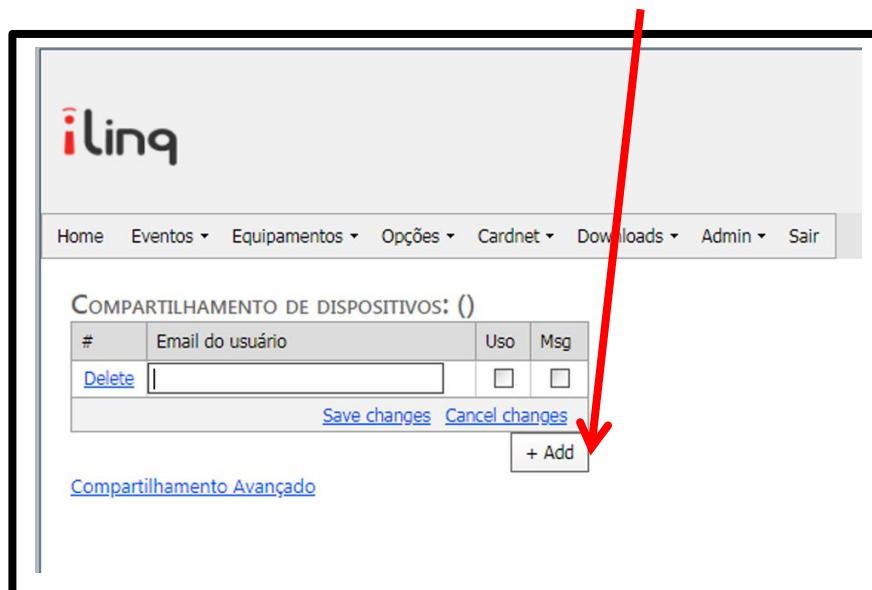 ilinq
Home Eventos Equipamentos Opções Cardnet Downloads Admin Sair
COMPARTILHAMENTO DE DISPOSITIVOS: ()
# Email do usuário Uso Msg
Delete
Save changes Cancel changes
+ Add
Compartilhamento Avançado